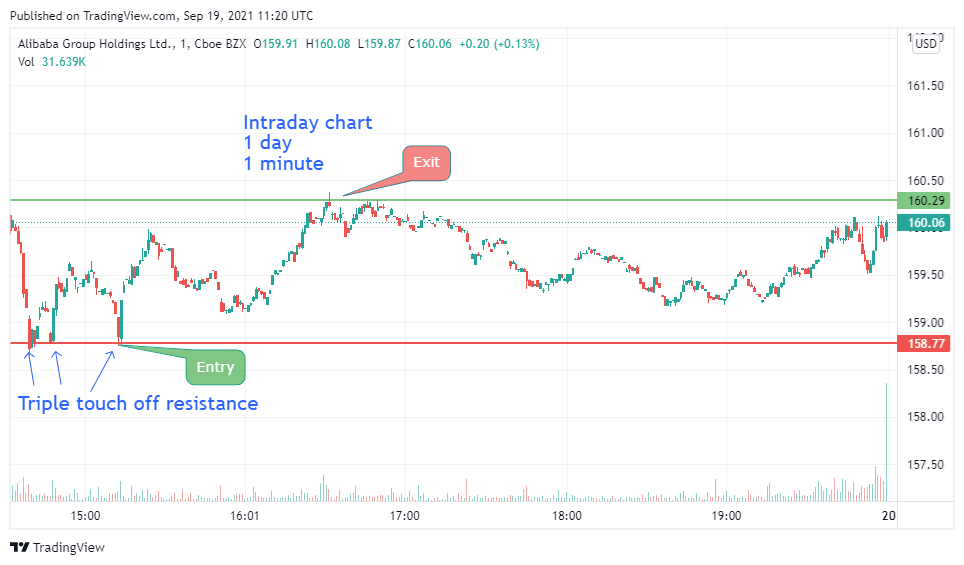 Published on TradingView.com, Sep 19, 2021 11:20 UTC
Alibaba Group Holdings Ltd., 1, Cboe BZX O159.91 H160.08 L159.87 C160.06 +0.20 (+0.13%)
USD
Vol 31.639K
161.50
Intraday chart
1 day
1 minute
161.00
Exit
160.50
160.29
160.06
159.50
159.00
158.77
Entry
158.50
Triple touch off resistance
158.00
157.50
15:00 16:01 17:00 18:00 19:00 20
TradingView